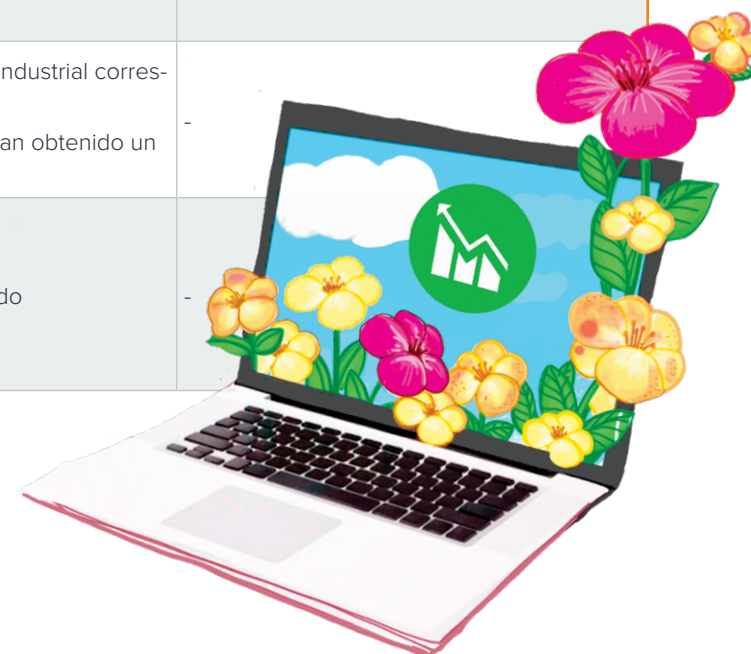 ndustrial corres-
-
an obtenido un
do
-